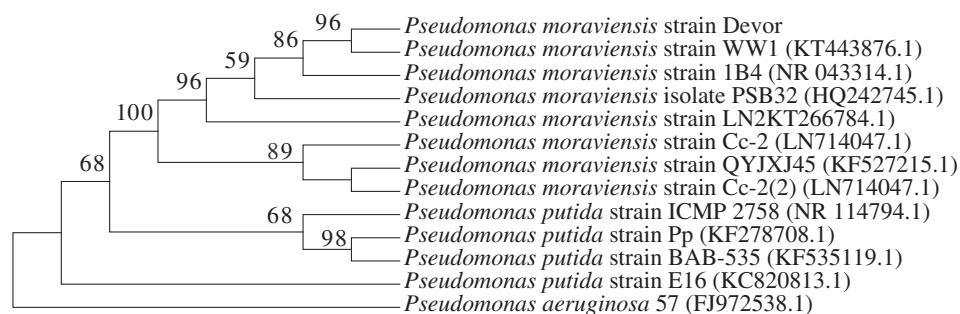 96 Pseudomonas moraviensis strain Devor
86 Pseudomonas moraviensis strain WW1 (KT443876.1)
59 Pseudomonas moraviensis strain 1B4 (NR 043314.1)
96 Pseudomonas moraviensis isolate PSB32 (HQ242745.1)
100 Pseudomonas moraviensis strain LN2KT266784.1)
89 Pseudomonas moraviensis strain Cc-2 (LN714047.1)
68 Pseudomonas moraviensis strain QYJXJ45 (KF527215.1)
Pseudomonas moraviensis strain Cc-2(2) (LN714047.1)
68 Pseudomonas putida strain ICMP 2758 (NR 114794.1)
98 Pseudomonas putida strain Pp (KF278708.1)
Pseudomonas putida strain BAB-535 (KF535119.1)
Pseudomonas putida strain E16 (KC820813.1)
Pseudomonas aeruginosa 57 (FJ972538.1)